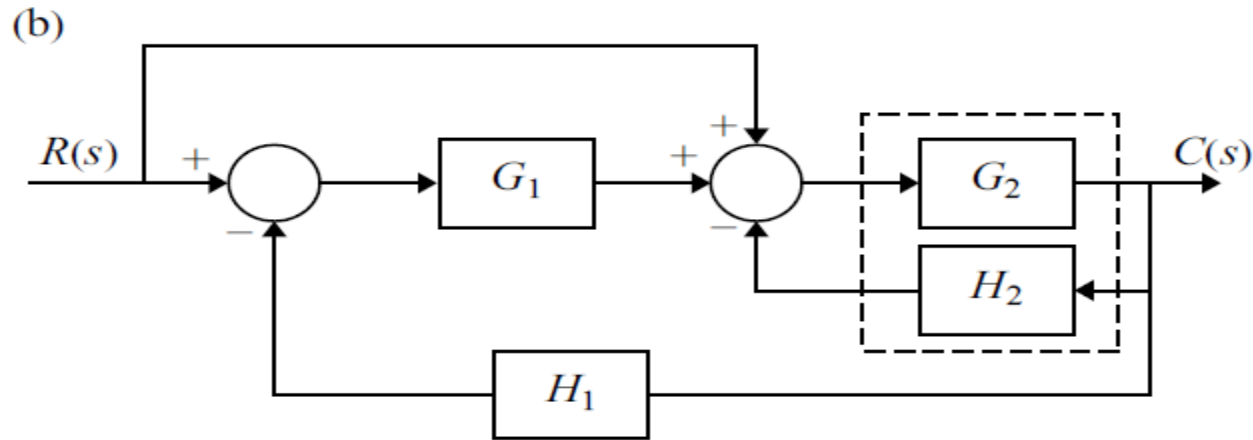 (b)
R(s)
+
−
G₁
+
+
−
G₂
C(s)
H₂
H₁